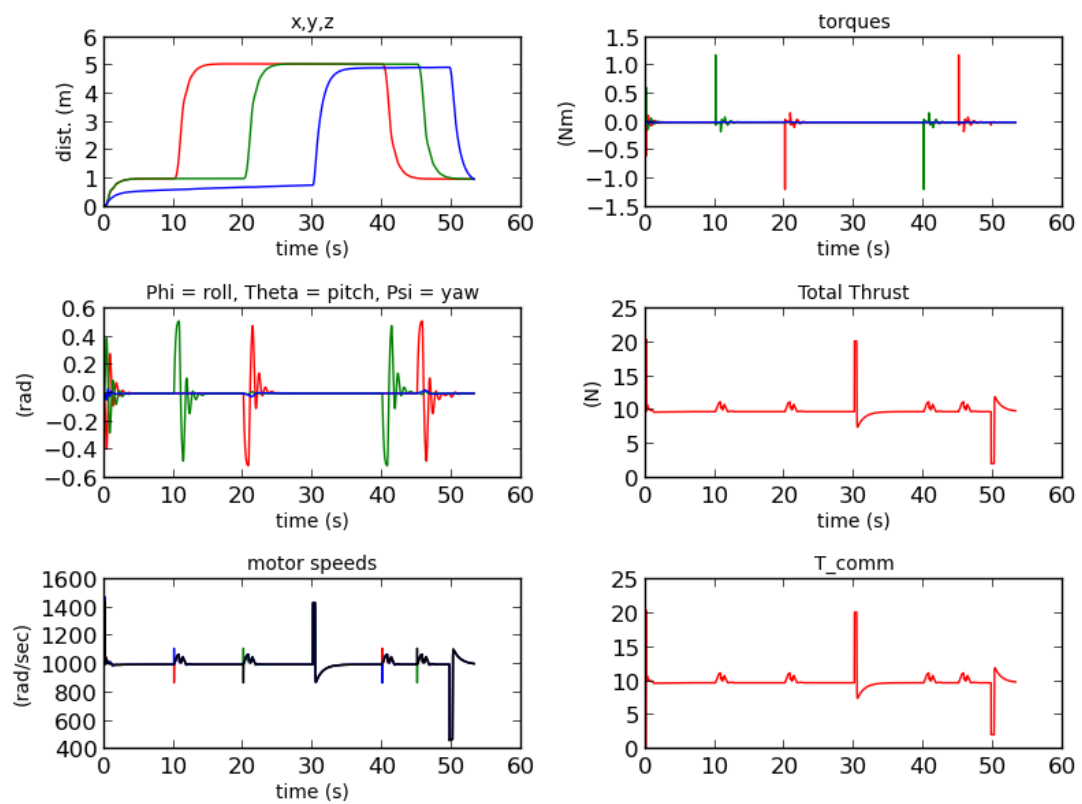 x,y,z
6
5
4
3
2
1
0
dist. (m)
0 10 20 30 40 50 60
time (s)
torques
1.5
1.0
0.5
0.0
−0.5
−1.0
−1.5
(Nm)
0 10 20 30 40 50 60
time (s)
Phi = roll, Theta = pitch, Psi = yaw
0.6
0.4
0.2
0.0
−0.2
−0.4
−0.6
(rad)
0 10 20 30 40 50 60
time (s)
Total Thrust
25
20
15
10
5
0
(N)
0 10 20 30 40 50 60
time (s)
motor speeds
1600
1400
1200
1000
800
600
400
(rad/sec)
0 10 20 30 40 50 60
time (s)
T_comm
25
20
15
10
5
0
0 10 20 30 40 50 60
time (s)